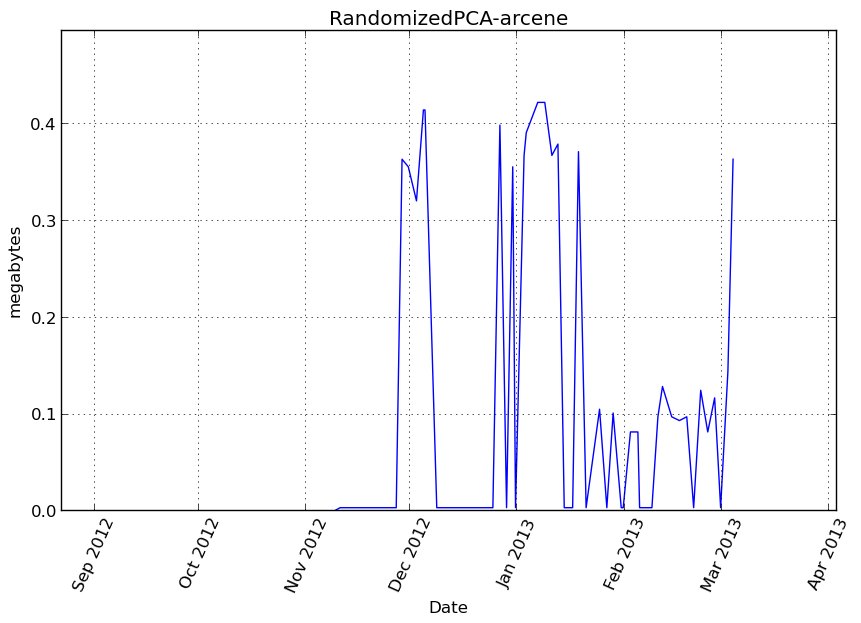 RandomizedPCA-arcene
megabytes
0.4
0.3
0.2
0.1
0.0
Sep 2012
Oct 2012
Nov 2012
Dec 2012
Jan 2013
Feb 2013
Mar 2013
Apr 2013
Date